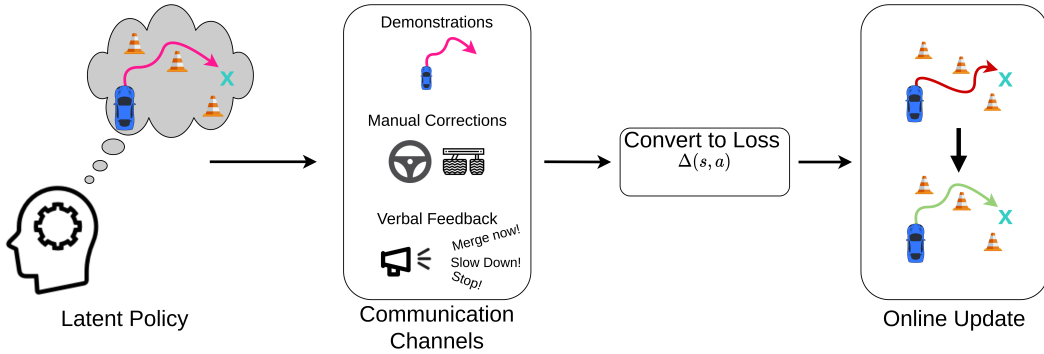 Demonstrations
X
Manual Corrections
Convert to Loss
Δ(s, a)
Verbal Feedback
Merge now!
Slow Down!
Stop!
X
X
Latent Policy
Communication
Channels
Online Update